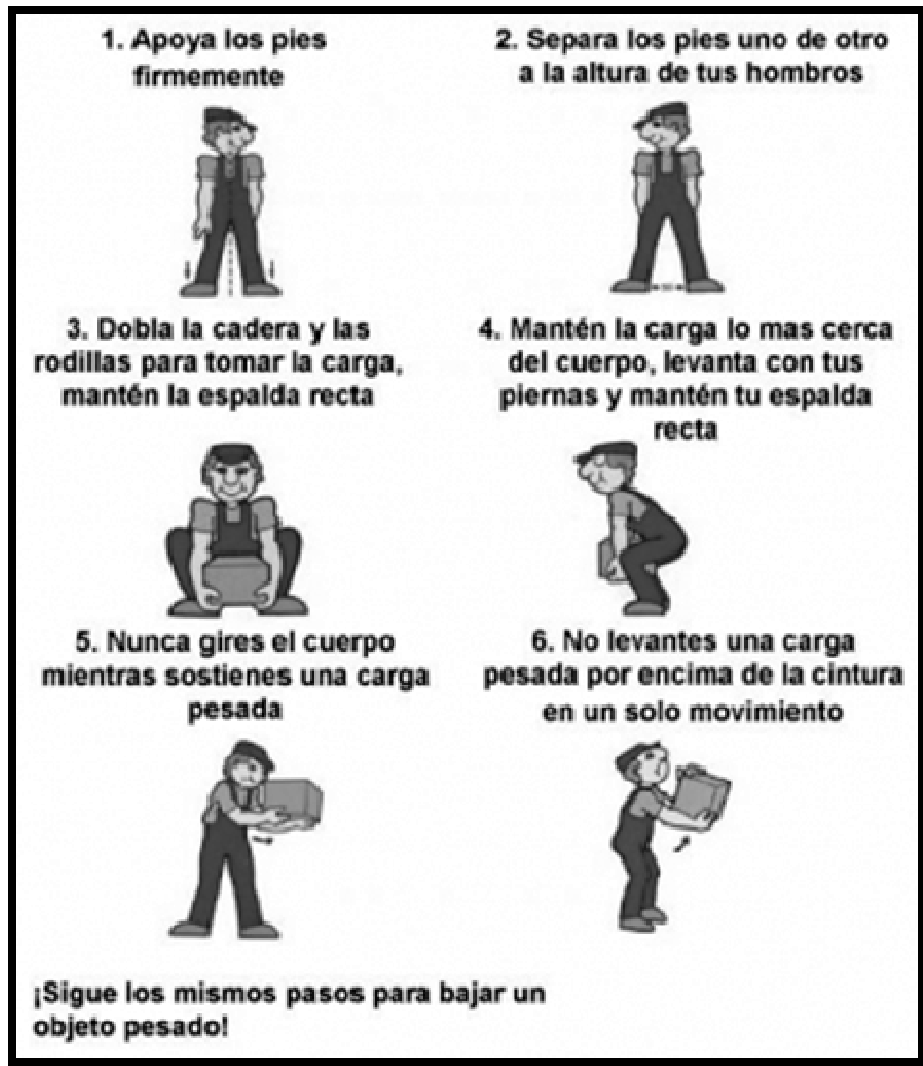 1. Apoya los pies
firmemente
2. Separa los pies uno de otro
a la altura de tus hombros
3. Dobla la cadera y las
rodillas para tomar la carga,
mantén la espalda recta
4. Mantén la carga lo mas cerca
del cuerpo, levanta con tus
piernas y mantén tu espalda
recta
5. Nunca gires el cuerpo
mientras sostienes una carga
pesada
6. No levantes una carga
pesada por encima de la cintura
en un solo movimiento
¡Sigue los mismos pasos para bajar un
objeto pesado!